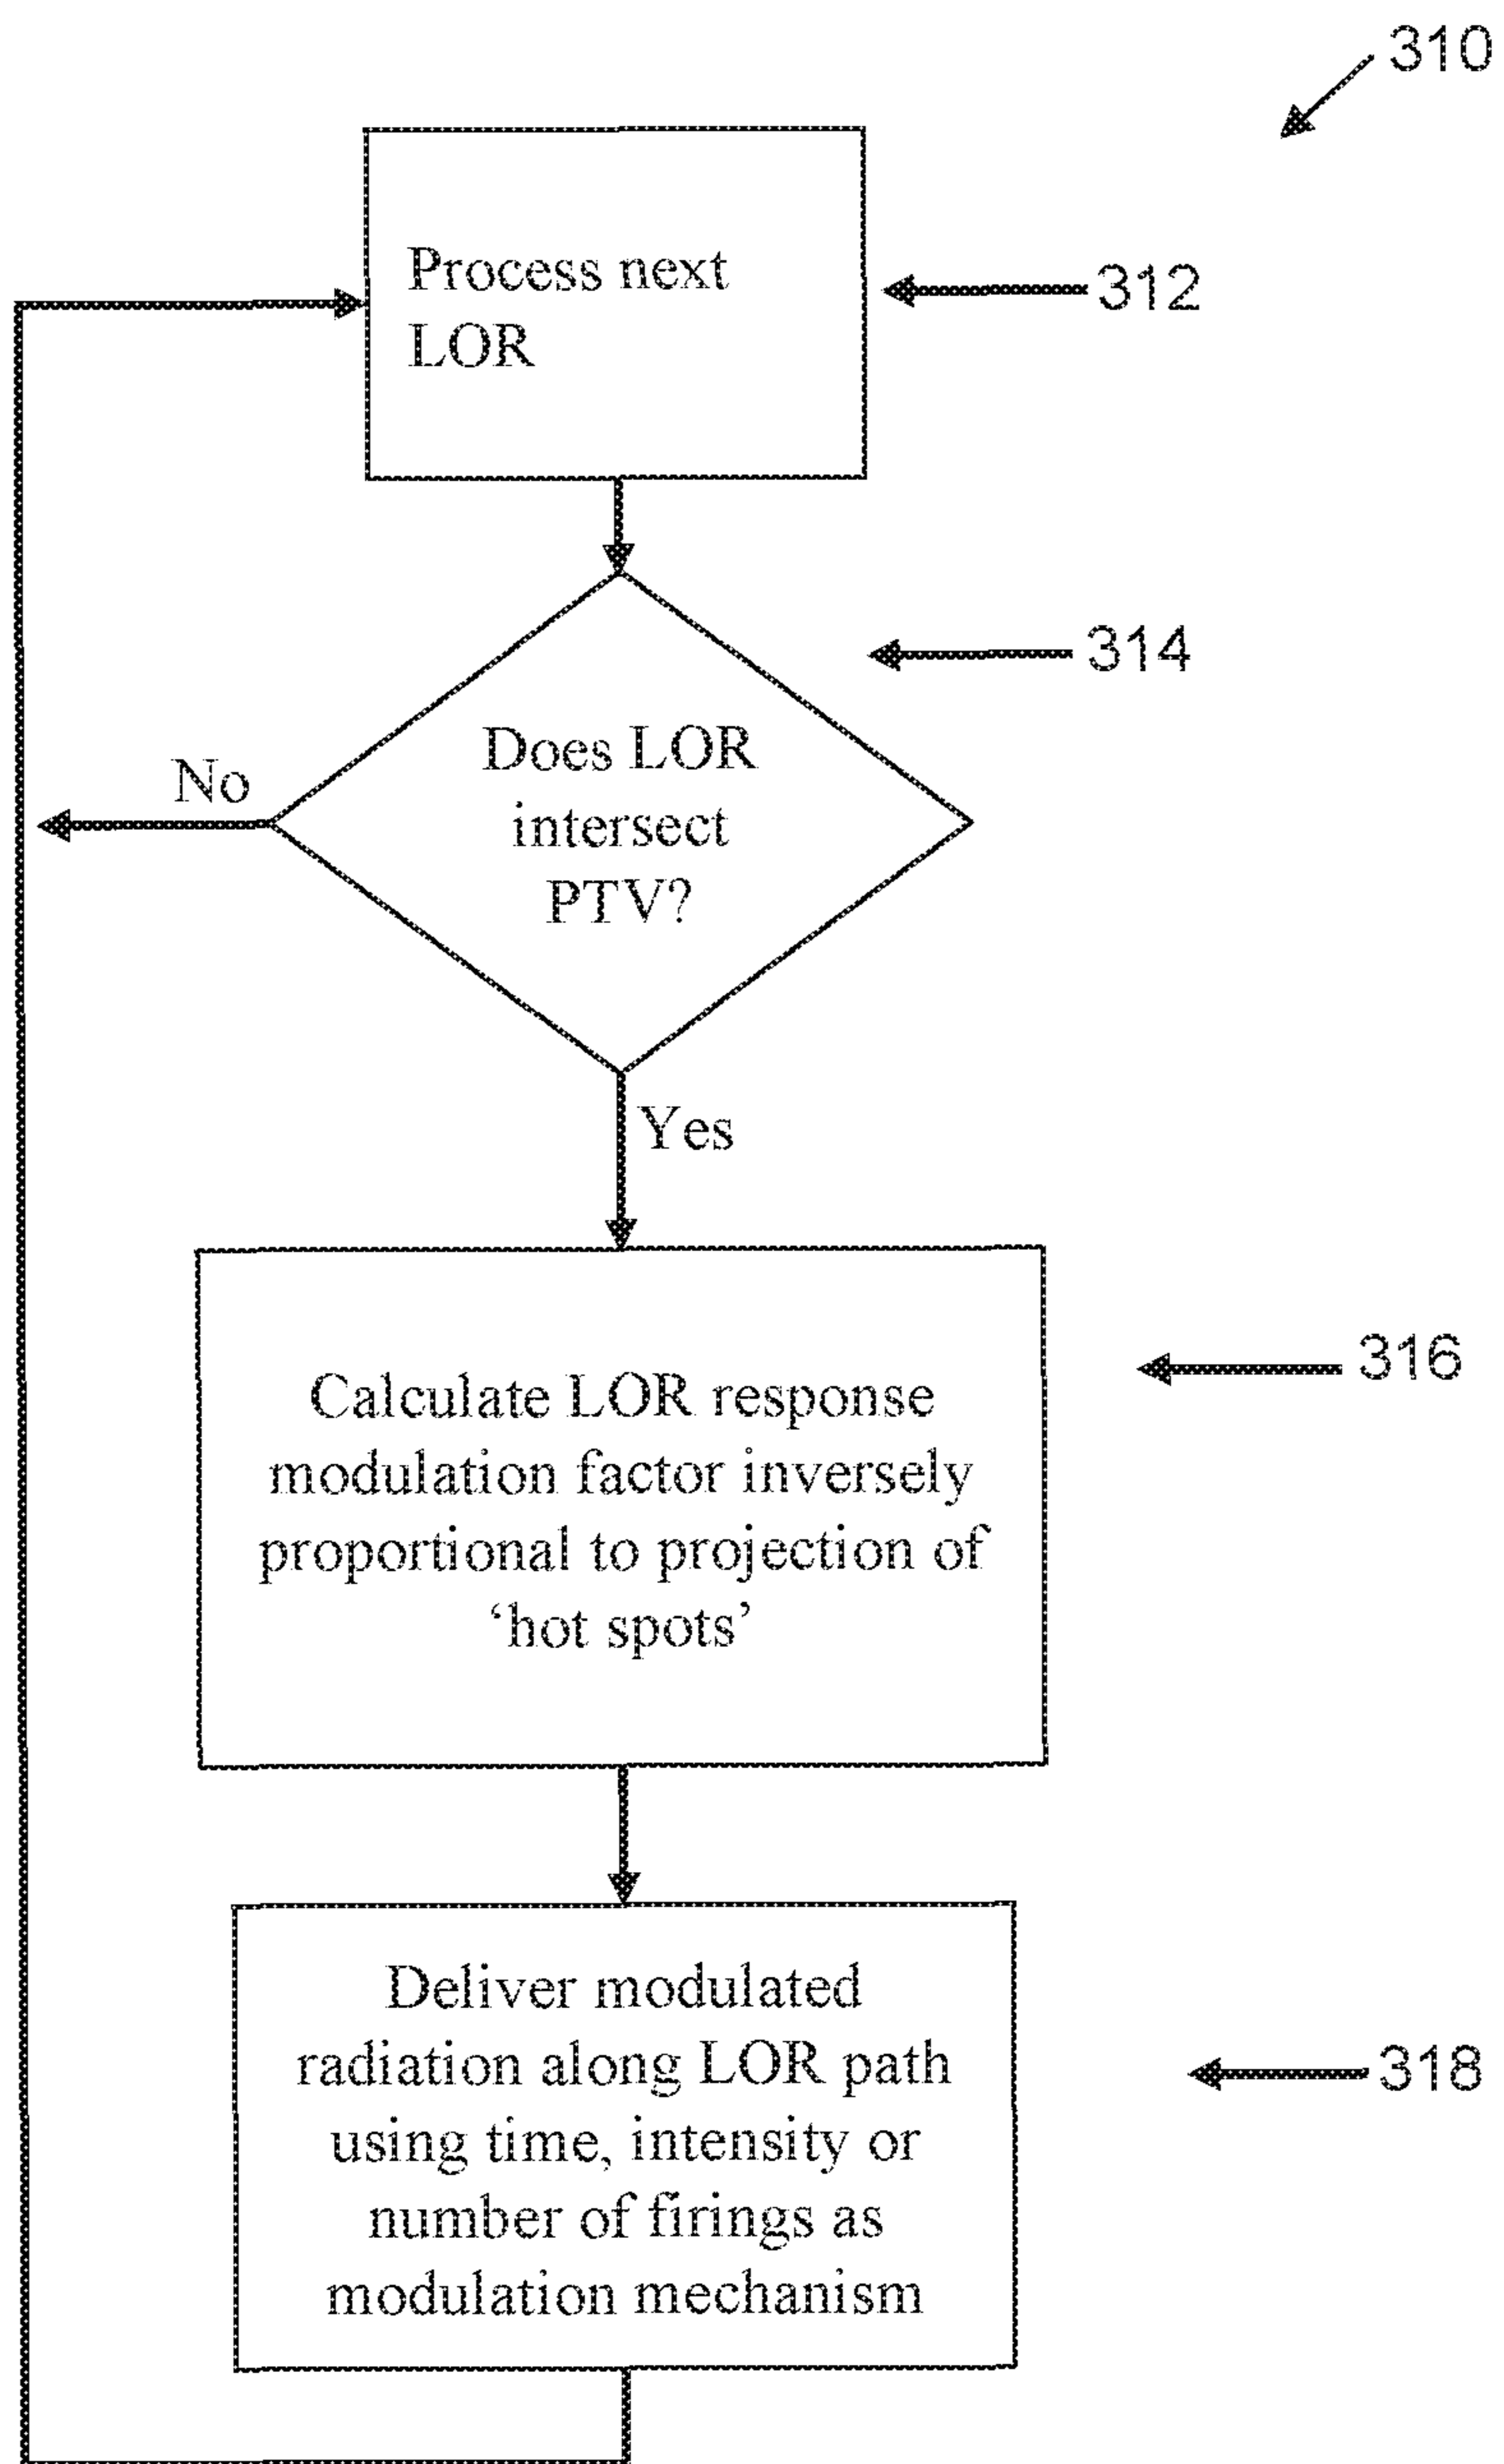 310
Process next
LOR
312
314
Does LOR
intersect
PTV?
No
Yes
316
Calculate LOR response
modulation factor inversely
proportional to projection of
‘hot spots’
Deliver modulated
radiation along LOR path
using time, intensity or
number of firings as
modulation mechanism
318